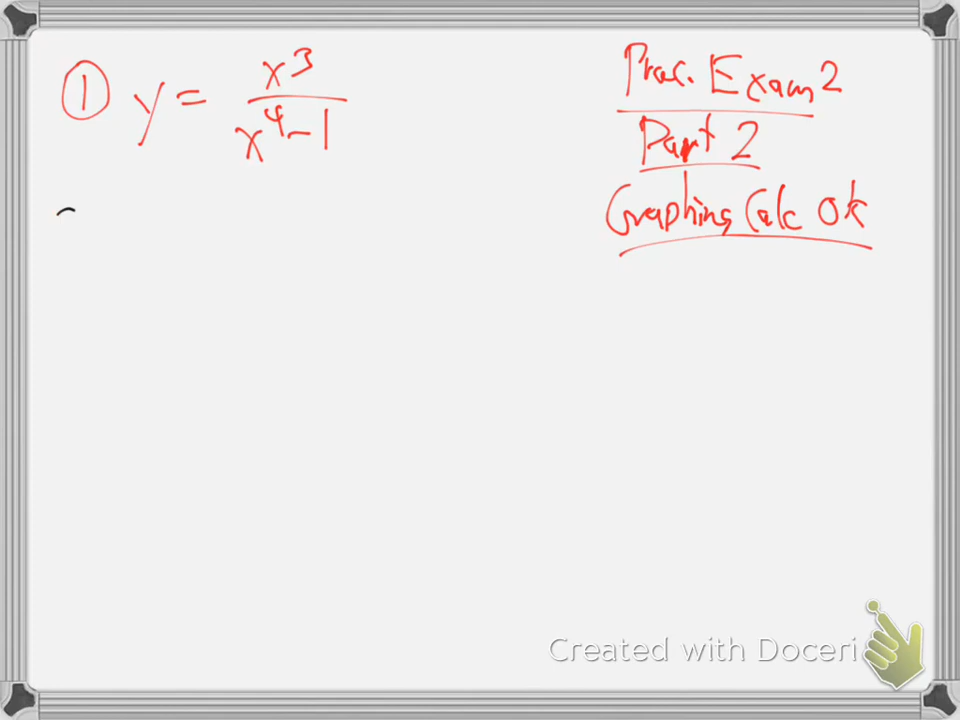 ① y = x³ / (x⁴ - 1)
Prac. Exam 2
Part 2
Graphing Calc Ok
Created with Doceri